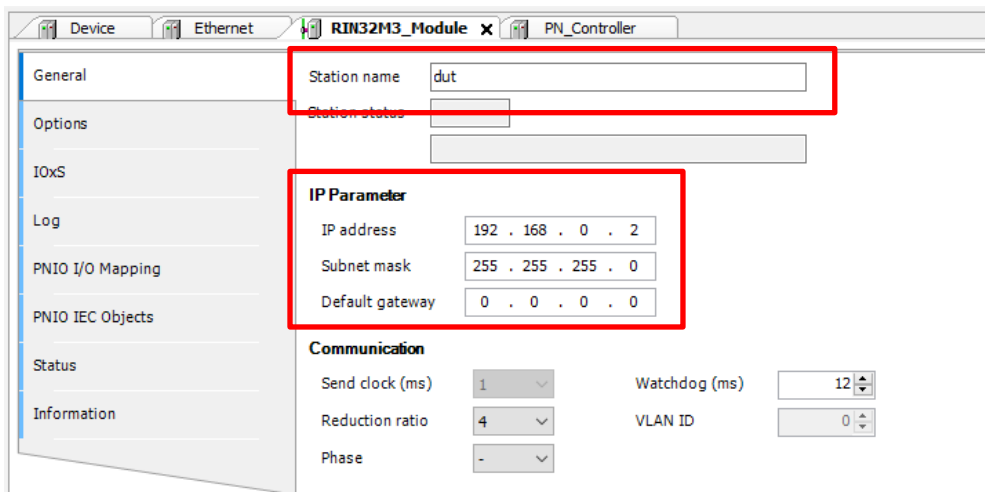 Device Ethernet RIN32M3_Module X PN_Controller
General
Options
IOxS
Log
PNIO I/O Mapping
PNIO IEC Objects
Status
Information
Station name dut
Station status
IP Parameter
IP address 192 . 168 . 0 . 2
Subnet mask 255 . 255 . 255 . 0
Default gateway 0 . 0 . 0 . 0
Communication
Send clock (ms) 1 Watchdog (ms) 12
Reduction ratio 4 VLAN ID 0
Phase -